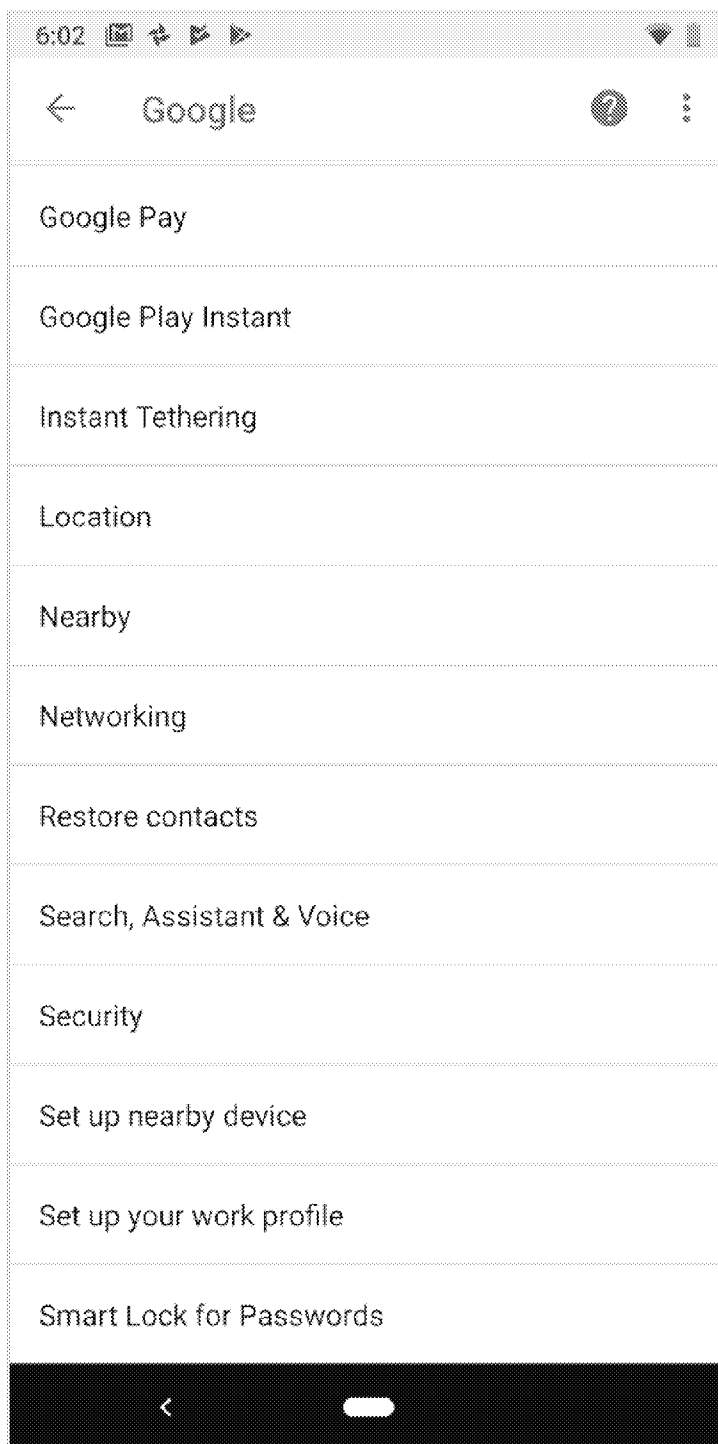 6:02
Google
Google Pay
Google Play Instant
Instant Tethering
Location
Nearby
Networking
Restore contacts
Search, Assistant & Voice
Security
Set up nearby device
Set up your work profile
Smart Lock for Passwords